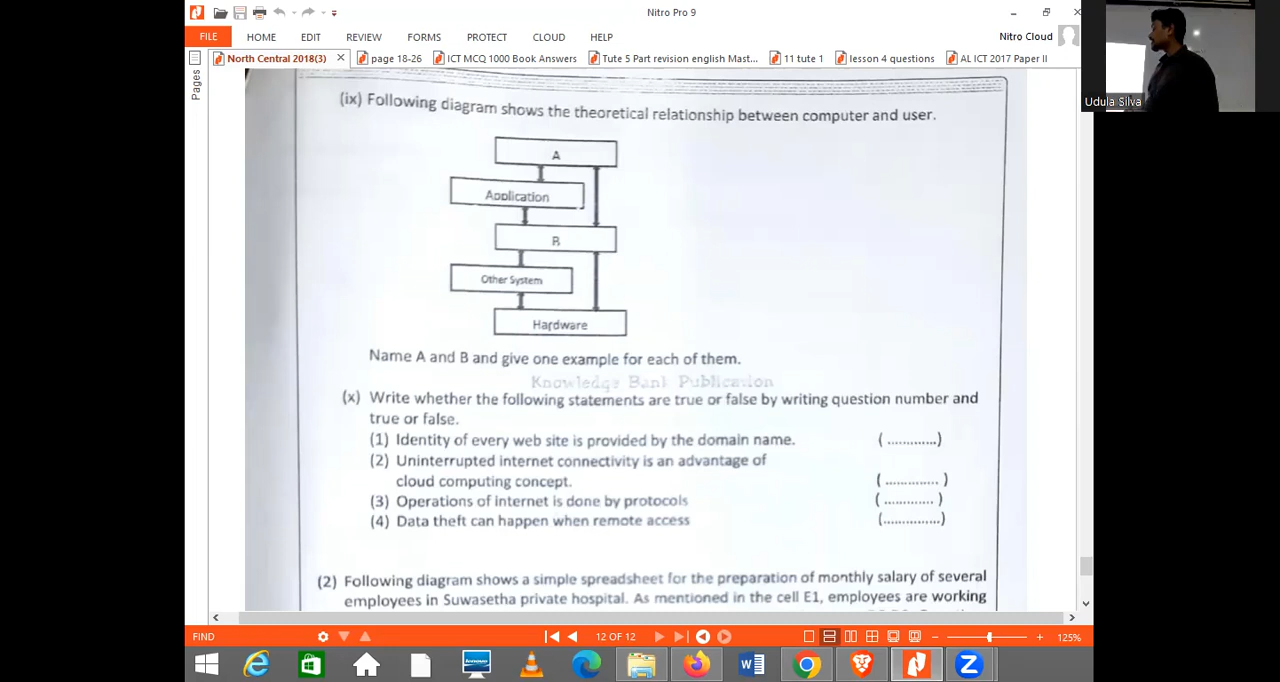 Nitro Pro 9
FILE HOME EDIT REVIEW FORMS PROTECT CLOUD HELP
Nitro Cloud
North Central 2018(3) page 18-26 ICT MCQ 1000 Book Answers Tute 5 Part revision english Mast... 11 tute 1 lesson 4 questions AL ICT 2017 Paper II
Udula Silva
Pages
(ix) Following diagram shows the theoretical relationship between computer and user.
A
Application
B
Other System
Hardware
Name A and B and give one example for each of them.
Knowledge Bank Publication
(x) Write whether the following statements are true or false by writing question number and
true or false.
(1) Identity of every web site is provided by the domain name. (............)
(2) Uninterrupted internet connectivity is an advantage of
cloud computing concept. (.............)
(3) Operations of internet is done by protocols (............)
(4) Data theft can happen when remote access (..............)
(2) Following diagram shows a simple spreadsheet for the preparation of monthly salary of several
employees in Suwasetha private hospital. As mentioned in the cell E1, employees are working
FIND
12 OF 12
125%
lenovo